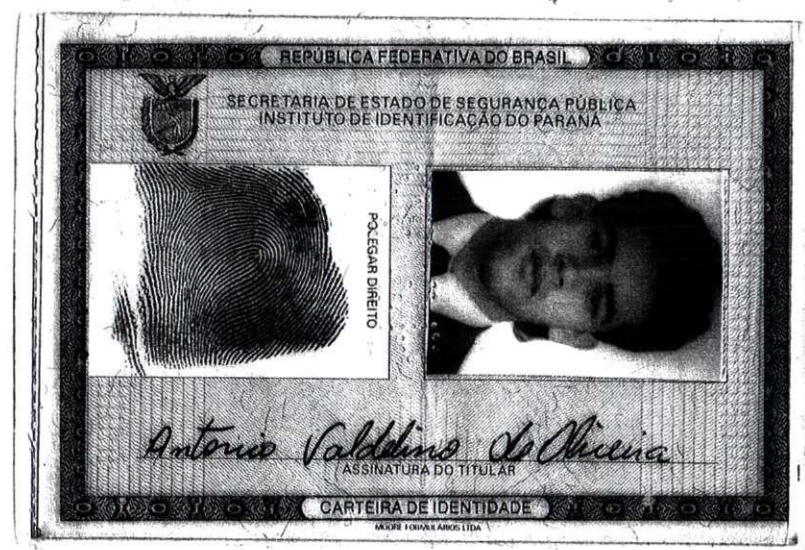 REPÚBLICA FEDERATIVA DO BRASIL
SECRETARIA DE ESTADO DE SEGURANÇA PÚBLICA
INSTITUTO DE IDENTIFICAÇÃO DO PARANÁ
POLEGAR DIREITO
Antonio Valdelino de Oliveira
ASSINATURA DO TITULAR
CARTEIRA DE IDENTIDADE
MOORE FORMULÁRIOS LTDA